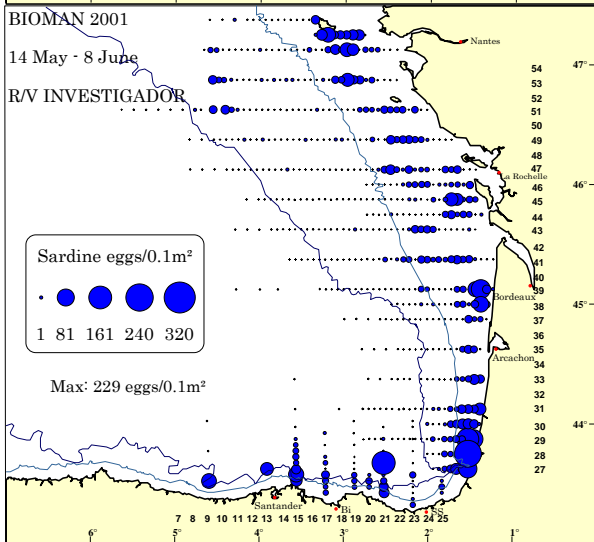 BIOMAN 2001
14 May - 8 June
R/V INVESTIGADOR
Nantes
47°
54
53
52
51
50
49
48
47
La Rochelle
46
46°
45
44
43
42
41
40
39
Bordeaux
45°
38
37
36
35
Arcachon
34
33
32
31
30
44°
29
28
27
Sardine eggs/0.1m²
1 81 161 240 320
Max: 229 eggs/0.1m²
Santander
Bi
SS
7 8 9 10 11 12 13 14 15 16 17 18 19 20 21 22 23 24 25
6° 5° 4° 3° 2° 1°